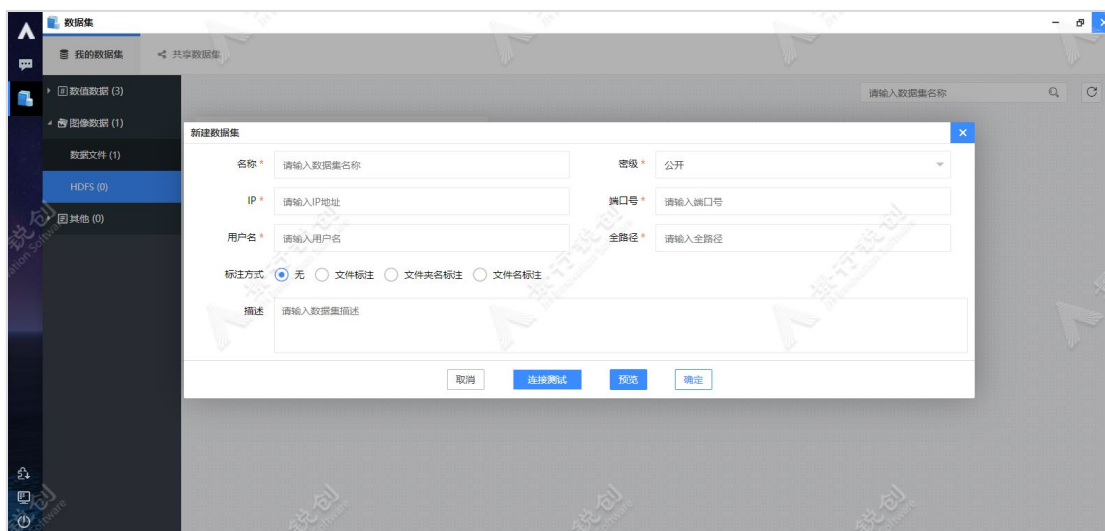 数据集
我的数据集 共享数据集
数值数据 (3)
请输入数据集名称
图像数据 (1)
数据文件 (1)
HDFS (0)
其他 (0)
新建数据集
名称 * 请输入数据集名称 密级 * 公开
IP * 请输入IP地址 端口号 * 请输入端口号
用户名 * 请输入用户名 全路径 * 请输入全路径
标注方式 无 文件标注 文件夹名标注 文件名标注
描述 请输入数据集描述
取消 连接测试 预览 确定